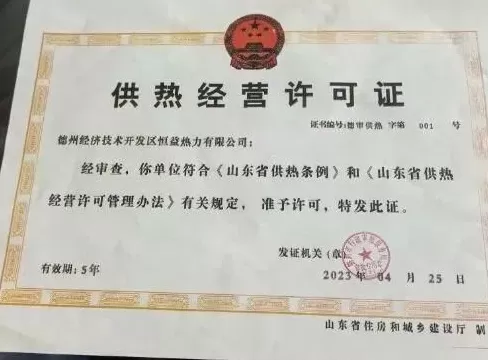 供热经营许可证
证书编号:德审供热 字第 001 号
德州经济技术开发区恒益热力有限公司:
经审查，你单位符合《山东省供热条例》和《山东省供热
经营许可管理办法》有关规定，准予许可，特发此证。
发证机关（章
有效期:5年
2023 年 04 月 25 日
山东省住房和城乡建设厅 制